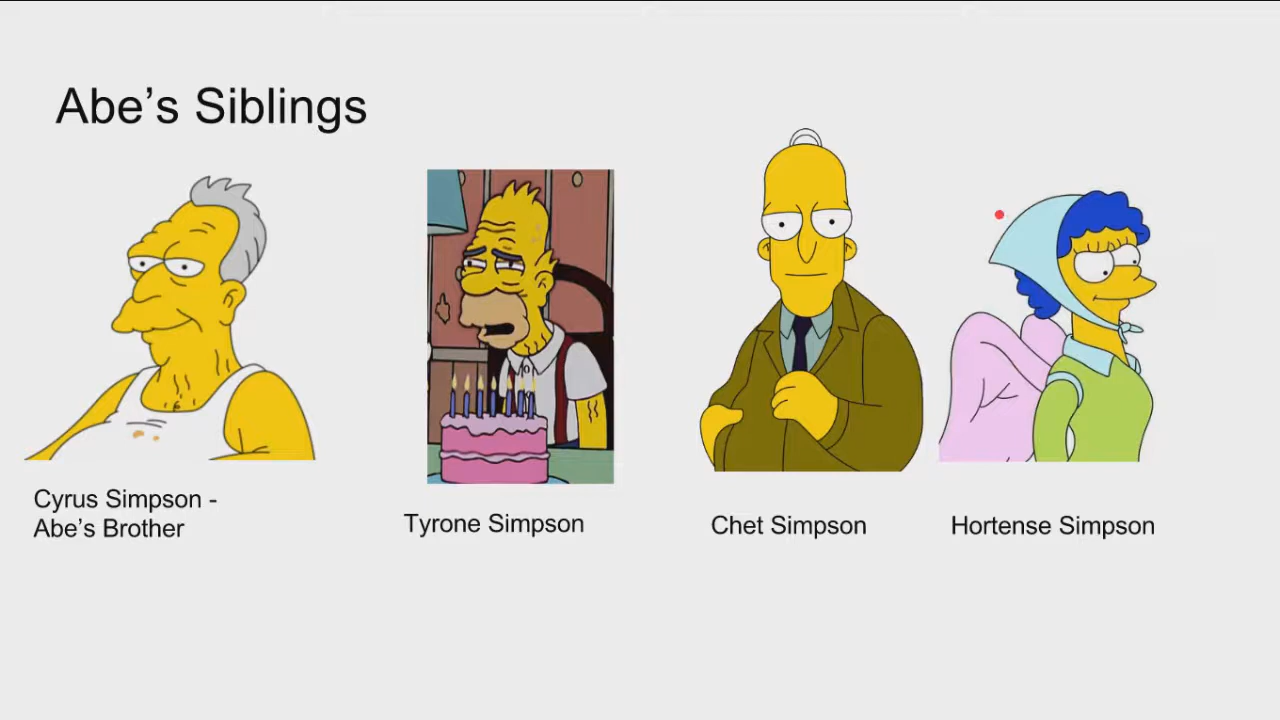 Abe’s Siblings
Cyrus Simpson -
Abe’s Brother
Tyrone Simpson
Chet Simpson
Hortense Simpson